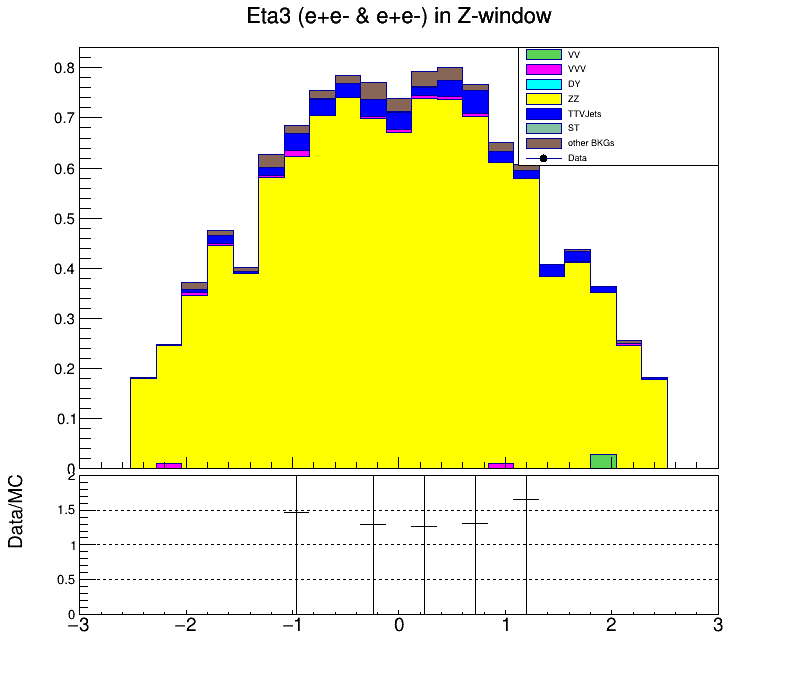 Eta3 (e+e- & e+e-) in Z-window
0.8
0.7
0.6
0.5
0.4
0.3
0.2
0.1
0
VV
VVV
DY
ZZ
TTVJets
ST
other BKGs
Data
Data/MC
2
1.5
1
0.5
0
−3 −2 −1 0 1 2 3